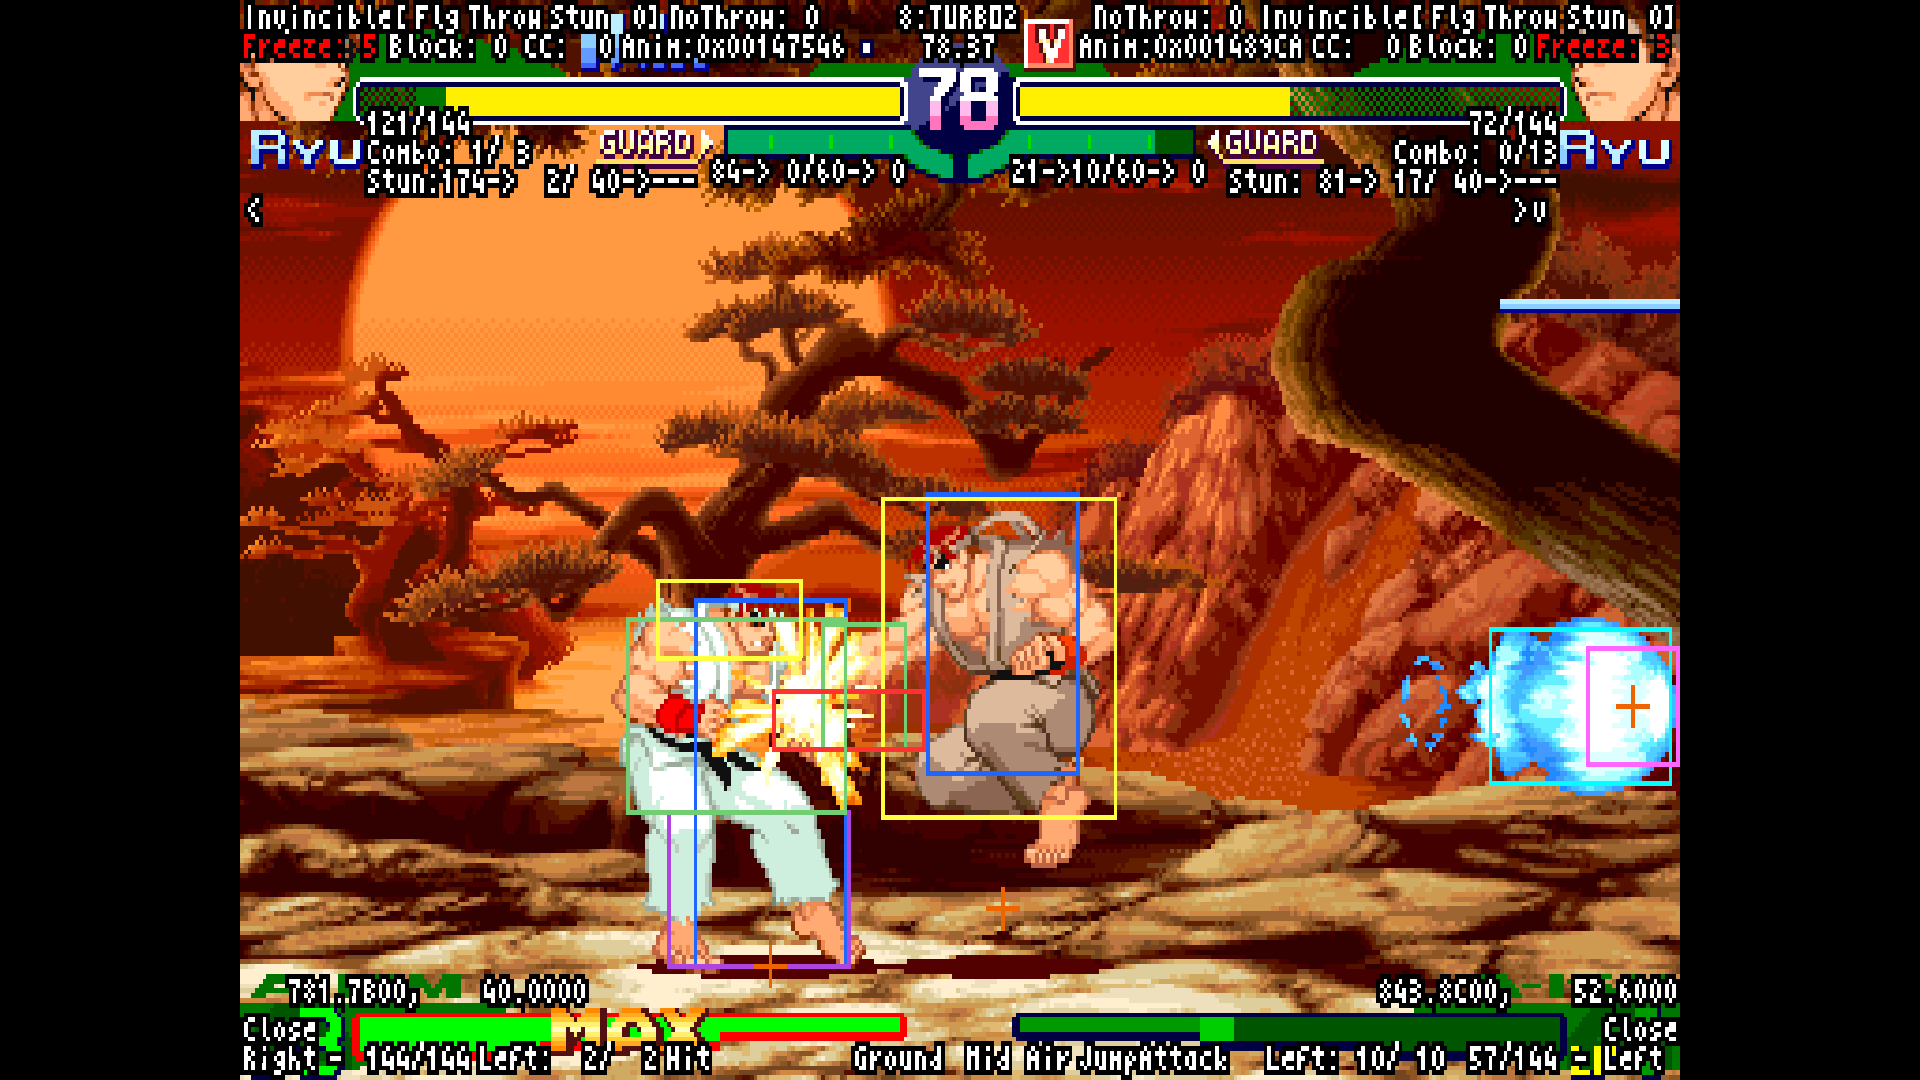 Invincible[ Flg Throw Stun  0] NoThrow: 0  8:TURBO2  NoThrow: 0 Invincible[ Flg Throw Stun  0]
Freeze: 5 Block: 0 CC: 0 Anim:0x00147546  78:37  V Anim:0x001489CA CC: 0 Block: 0 Freeze: 3
78
121/144  72/144
Ryu Combo: 1/ 3  GUARD  GUARD  Combo: 0/13 Ryu
Stun:174-> 2/ 40->---  84-> 0/60-> 0  21->10/60-> 0  Stun: 81-> 17/ 40->---
<  >U
781.7B00, 40.0000  843.8C00, 52.6000
Close  MAX  Close
Right - 144/144 Left: 2/ 2 Hit  Ground Mid Air JumpAttack  Left: 10/ 10 57/144 - Left